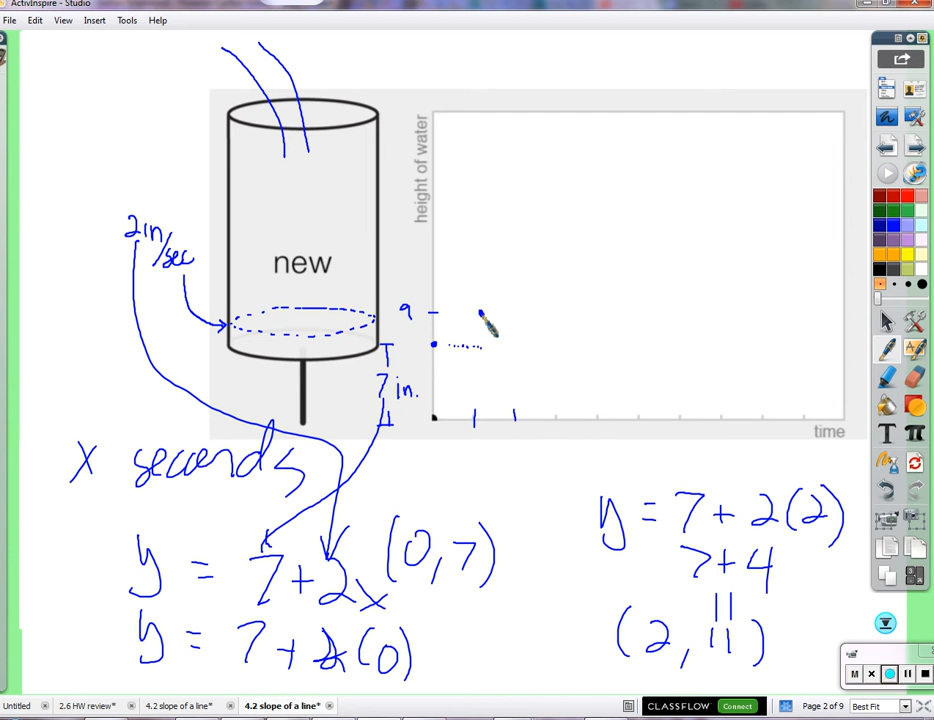 ActivInspire - Studio
File Edit View Insert Tools Help
height of water
2in/sec
new
9
7 in.
time
x seconds
y = 7 + 2x (0,7)
y = 7 + 2(0)
y = 7 + 2(2)
7+4
11
(2, 11)
T π
M
Untitled 2.6 HW review* 4.2 slope of a line* 4.2 slope of a line*
CLASSFLOW Connect Page 2 of 9 Best Fit